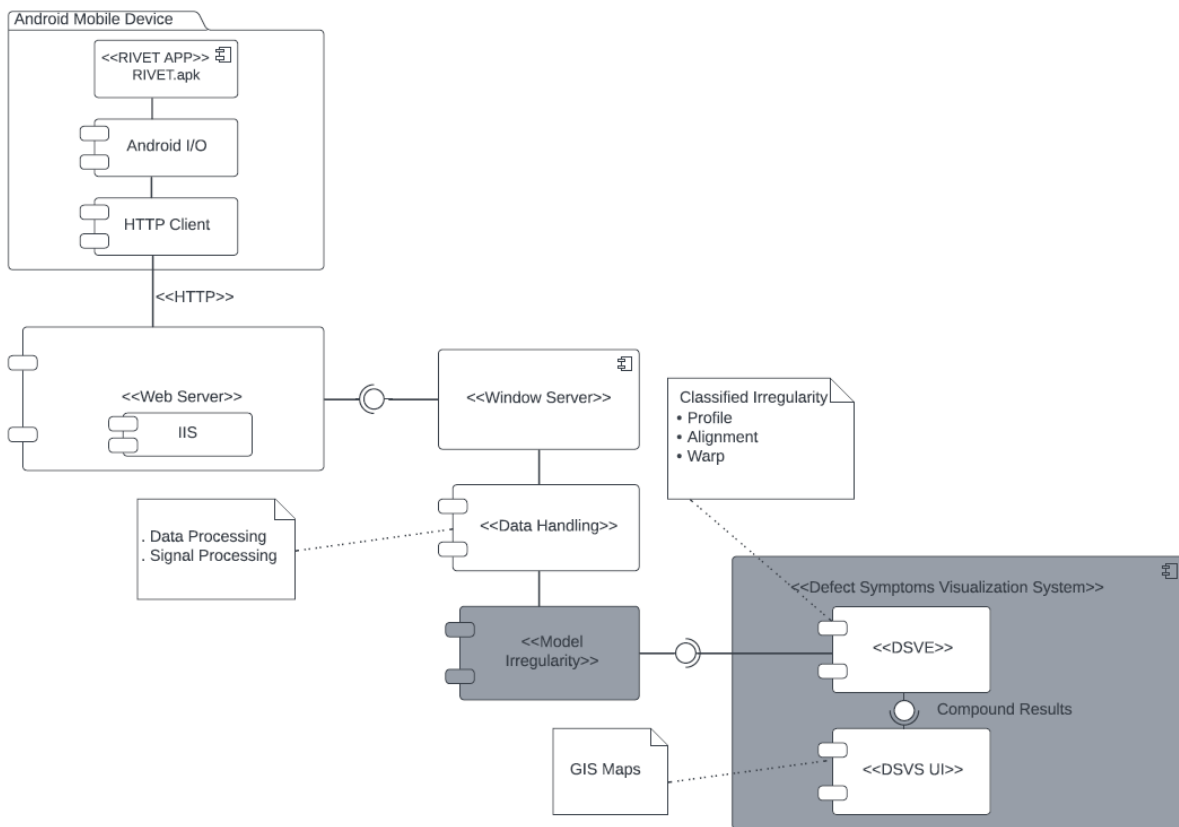 Android Mobile Device
<<RIVET APP>>
RIVET.apk
Android I/O
HTTP Client
<<HTTP>>
<<Web Server>>
IIS
<<Window Server>>
Classified Irregularity
• Profile
• Alignment
• Warp
. Data Processing
. Signal Processing
<<Data Handling>>
<<Defect Symptoms Visualization System>>
<<Model
Irregularity>>
<<DSVE>>
Compound Results
GIS Maps
<<DSVS UI>>